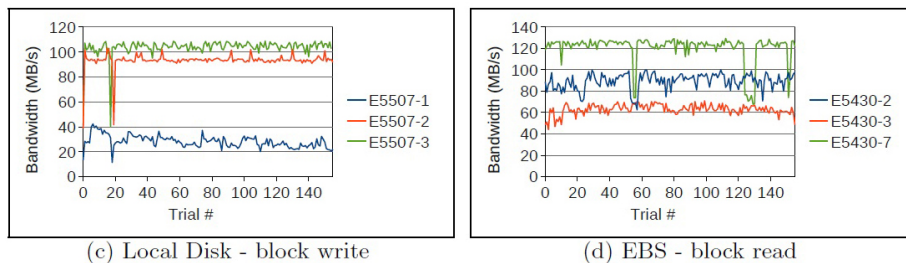 120
100
80
60
40
20
0
Bandwidth (MB/s)
0 20 40 60 80 100 120 140
Trial #
E5507-1
E5507-2
E5507-3
(c) Local Disk - block write
140
120
100
80
60
40
20
0
Bandwidth (MB/s)
0 20 40 60 80 100 120 140
Trial #
E5430-2
E5430-3
E5430-7
(d) EBS - block read